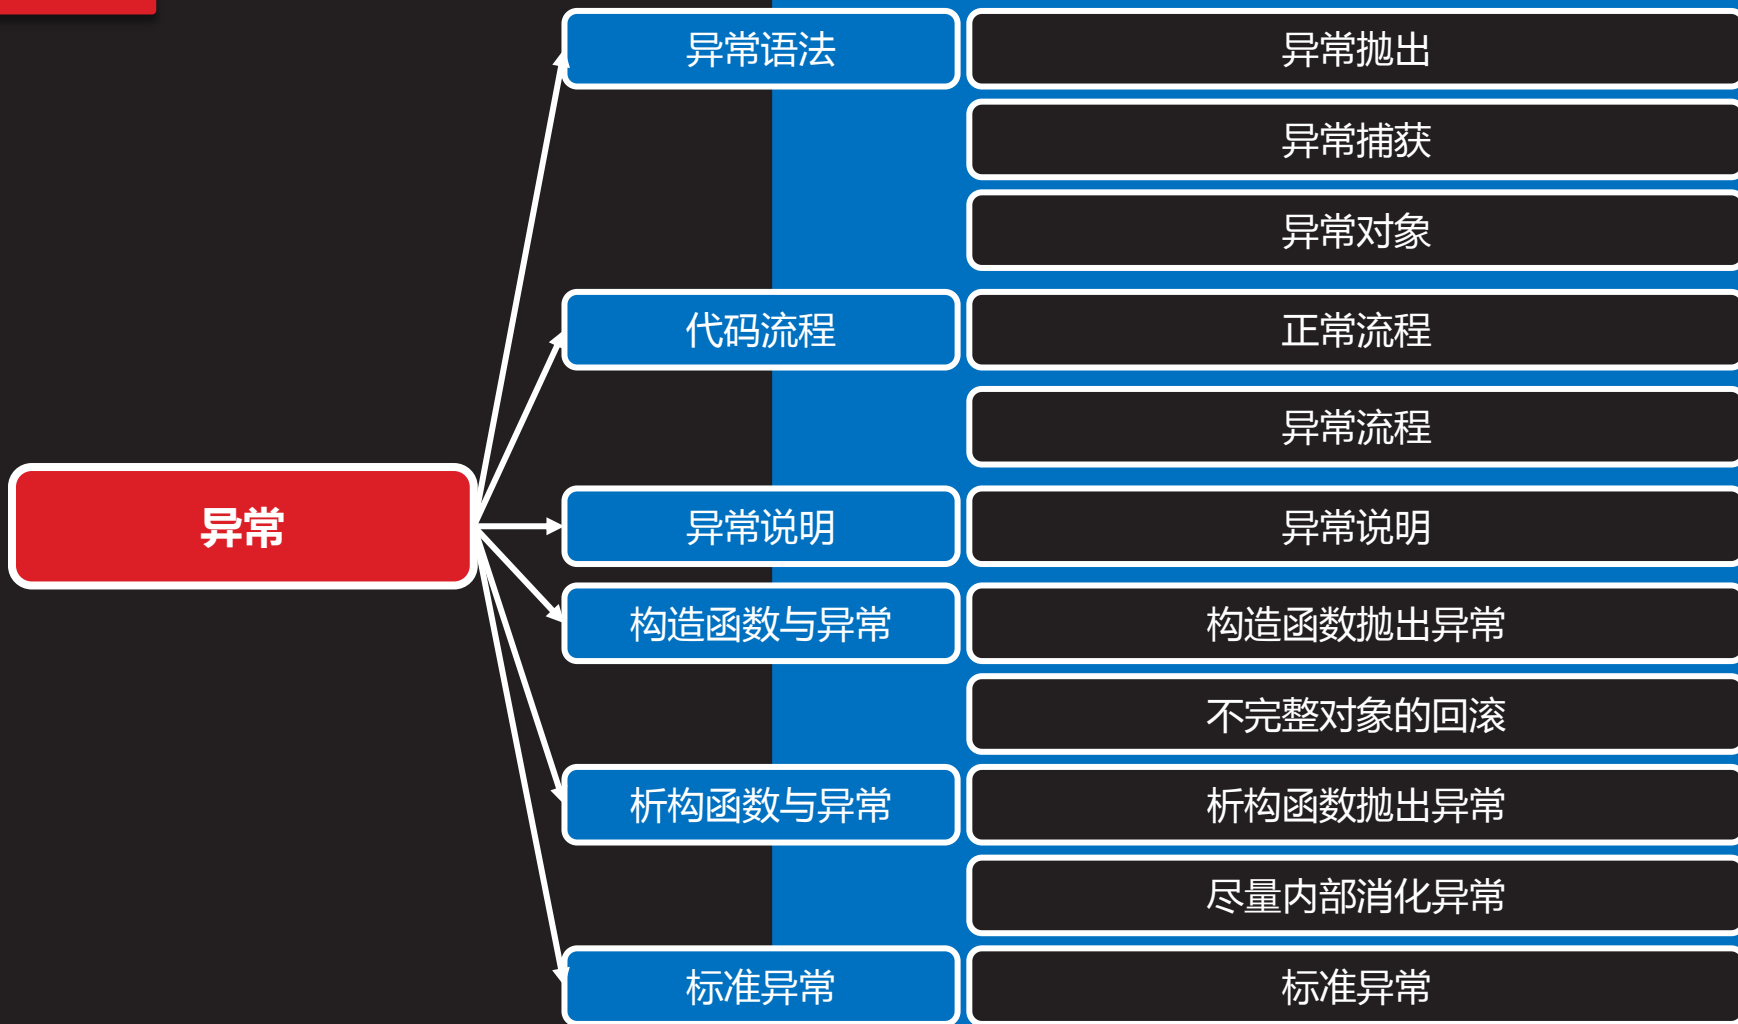 异常
异常语法
异常抛出
异常捕获
异常对象
代码流程
正常流程
异常流程
异常说明
异常说明
构造函数与异常
构造函数抛出异常
不完整对象的回滚
析构函数与异常
析构函数抛出异常
尽量内部消化异常
标准异常
标准异常